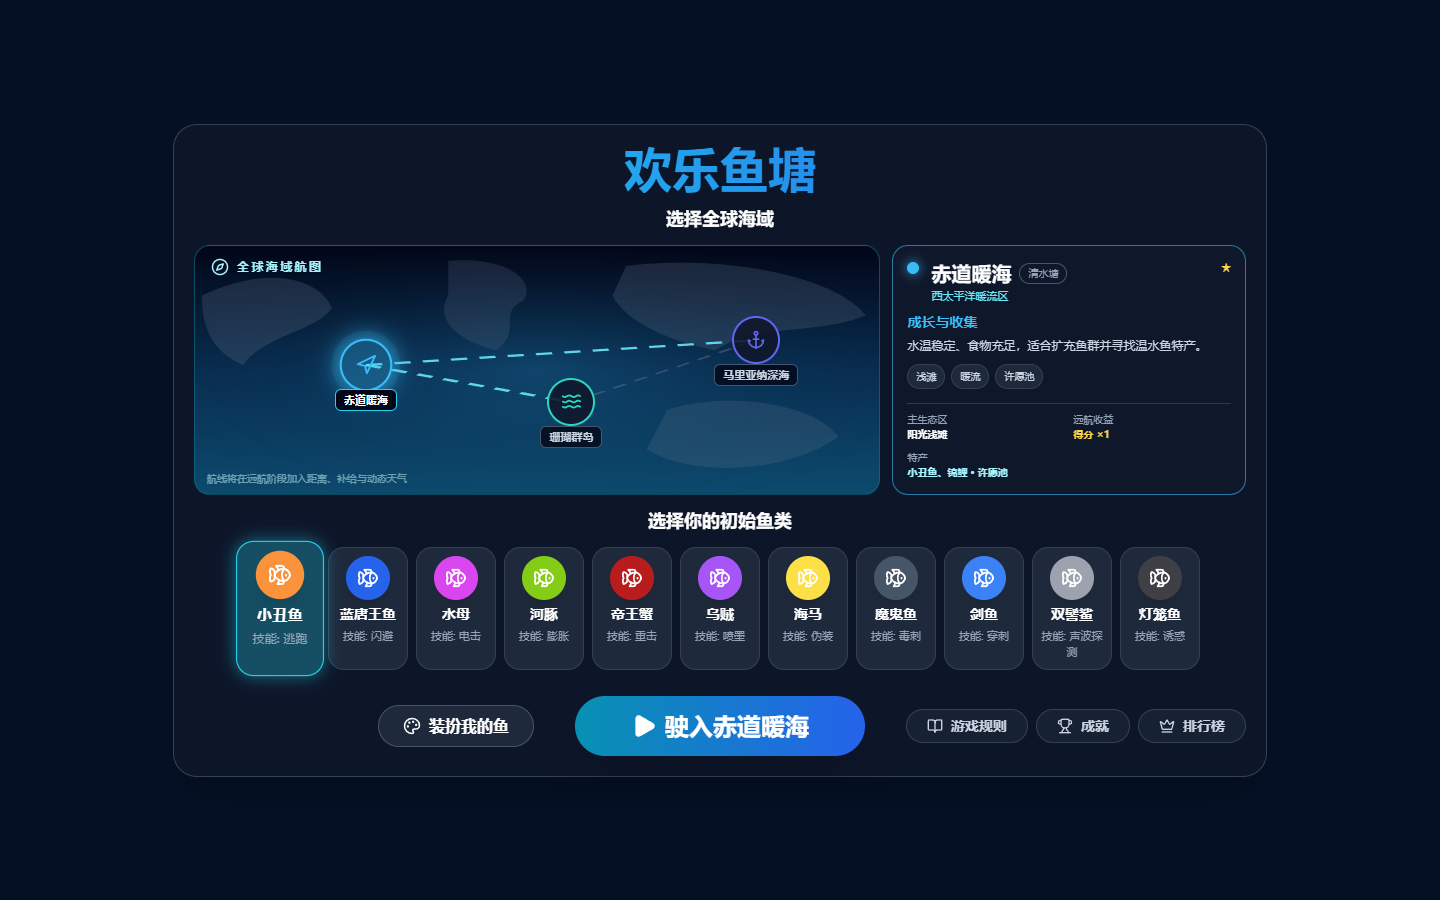 欢乐鱼塘
选择全球海域
全球海域航图
赤道暖海
珊瑚群岛
马里亚纳深海
航线将在远航阶段加入距离、补给与动态天气
赤道暖海 清水塘 ★
西太平洋暖流区
成长与收集
水温稳定、食物充足，适合扩充鱼群并寻找温水鱼特产。
浅滩 暖流 许愿池
主生态区 远航收益
阳光浅滩 得分 ×1
特产
小丑鱼、锦鲤 • 许愿池
选择你的初始鱼类
小丑鱼
技能: 逃跑
蓝唐王鱼
技能: 闪避
水母
技能: 电击
河豚
技能: 膨胀
帝王蟹
技能: 重击
乌贼
技能: 喷墨
海马
技能: 伪装
魔鬼鱼
技能: 毒刺
剑鱼
技能: 穿刺
双髻鲨
技能: 声波探
测
灯笼鱼
技能: 诱惑
装扮我的鱼
驶入赤道暖海
游戏规则
成就
排行榜